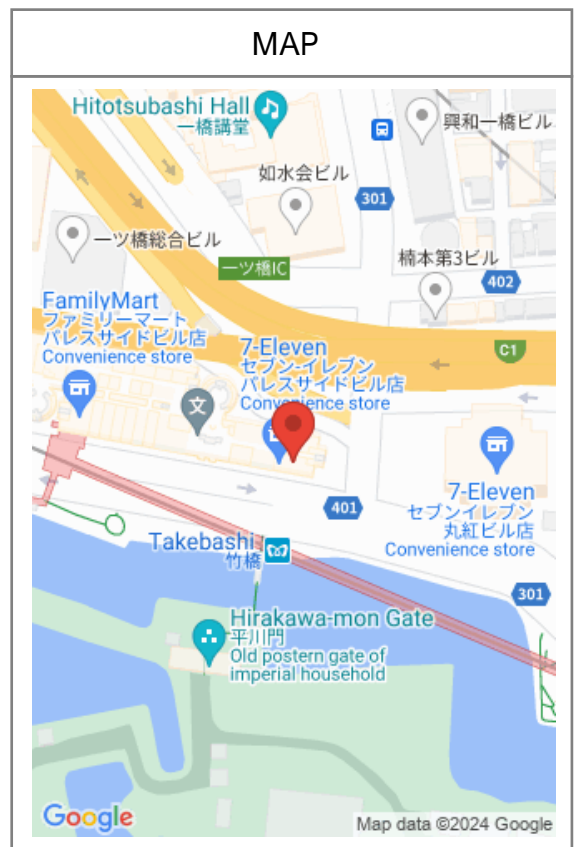 MAP
Hitotsubashi Hall
一橋講堂
興和一橋ビル
如水会ビル
301
一ツ橋総合ビル
一ツ橋IC
楠本第3ビル
402
FamilyMart
ファミリーマート
パレスサイドビル店
Convenience store
7-Eleven
セブン-イレブン
パレスサイドビル店
Convenience store
C1
文
401
7-Eleven
セブンイレブン
丸紅ビル店
Convenience store
Takebashi
竹橋
301
Hirakawa-mon Gate
平川門
Old postern gate of
imperial household
Google
Map data ©2024 Google